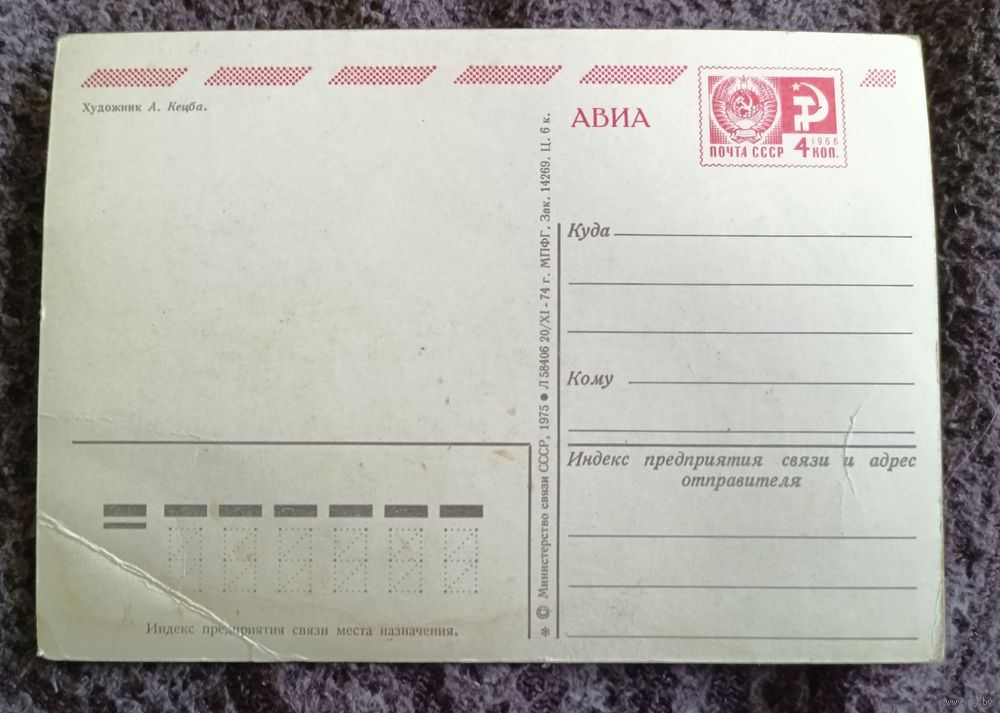 Художник А. Кецба.
АВИА
ПОЧТА СССР 4 1966 КОП.
Куда
Кому
Индекс предприятия связи и адрес
отправителя
© Министерство связи СССР, 1975 ● Л 58406 20/XI-74 г. МПФГ. Зак. 14269. Ц. 6 к.
Индекс предприятия связи места назначения.